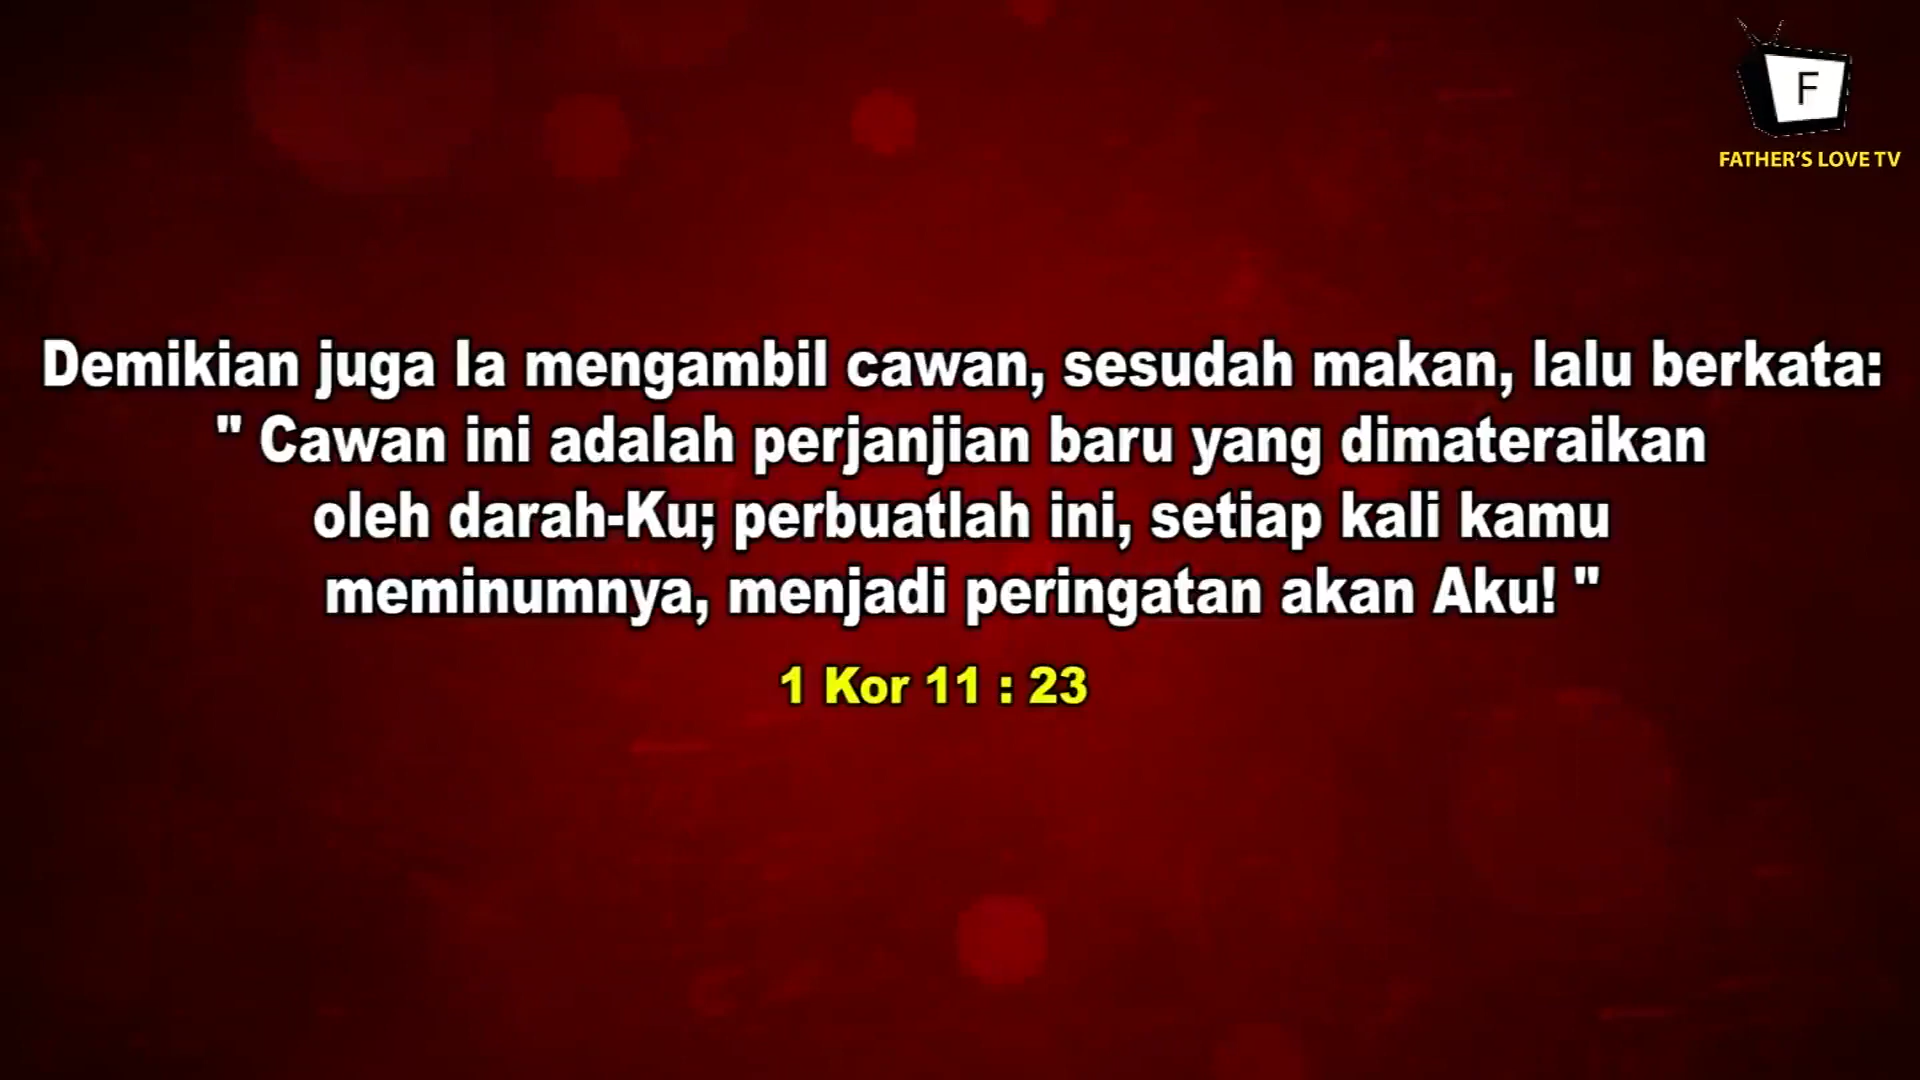 F
FATHER'S LOVE TV
Demikian juga Ia mengambil cawan, sesudah makan, lalu berkata:
" Cawan ini adalah perjanjian baru yang dimateraikan
oleh darah-Ku; perbuatlah ini, setiap kali kamu
meminumnya, menjadi peringatan akan Aku! "
1 Kor 11 : 23